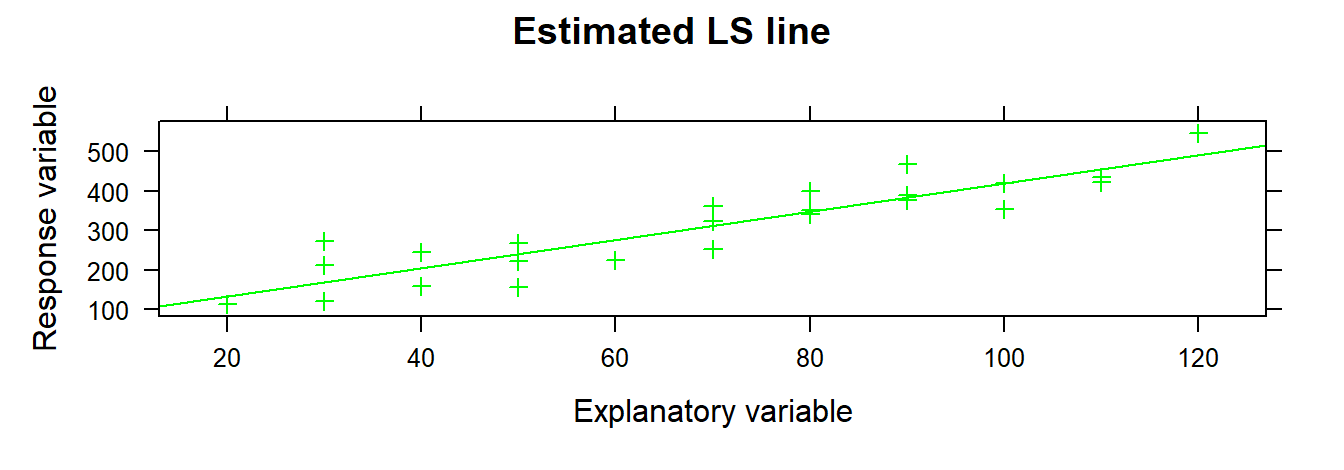 Estimated LS line
Response variable
500
400
300
200
100
20 40 60 80 100 120
Explanatory variable